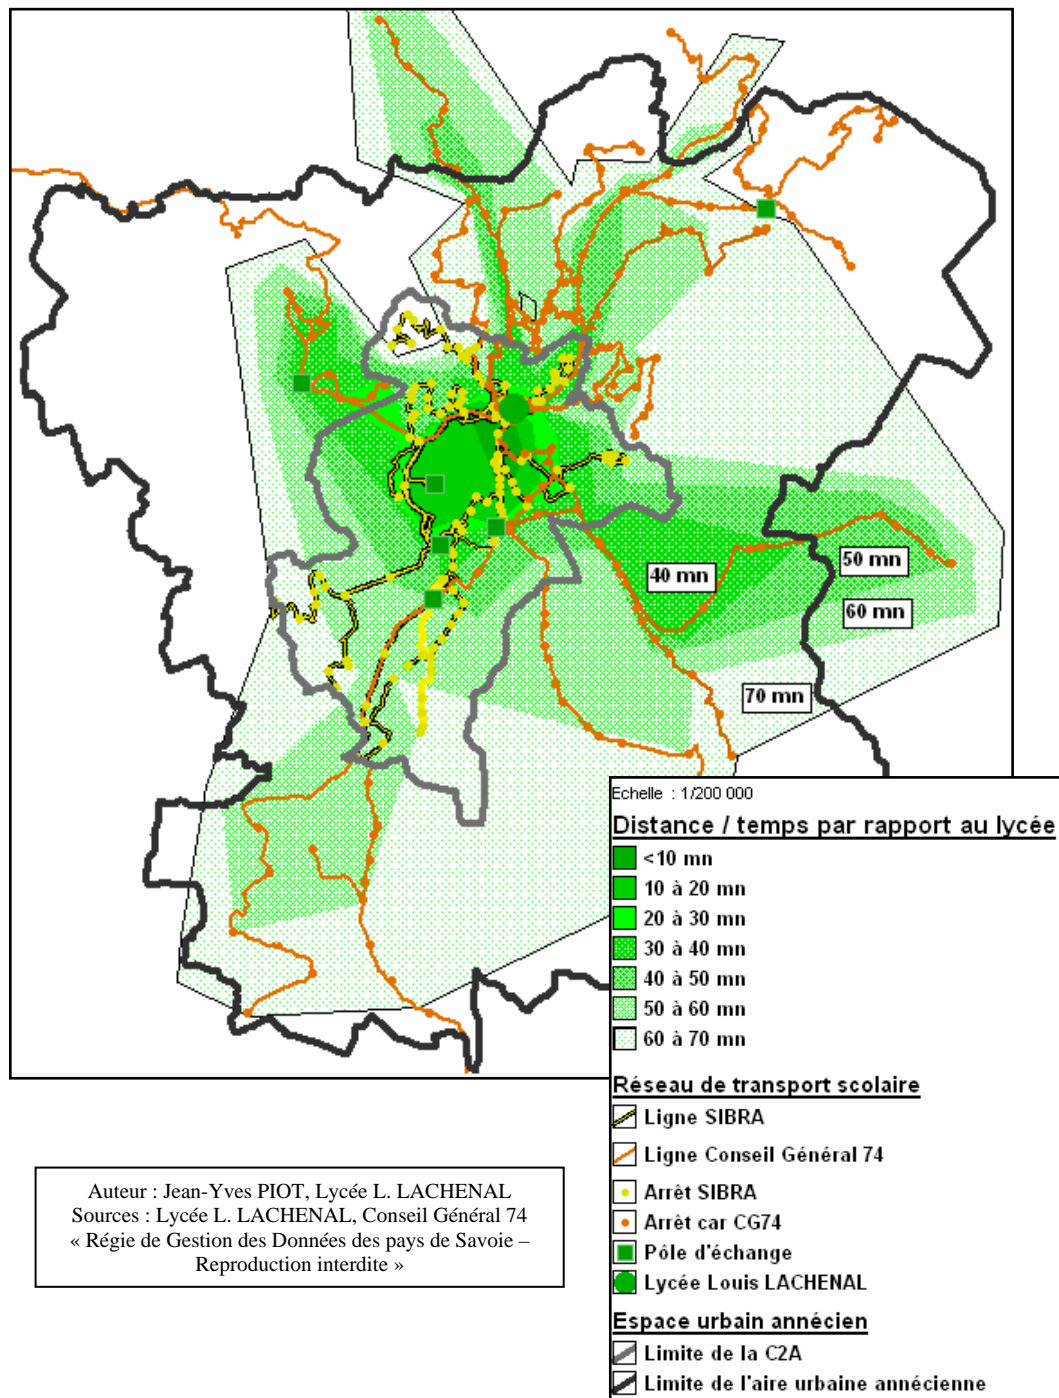 40 mn
50 mn
60 mn
70 mn
Echelle : 1/200 000
Distance / temps par rapport au lycée
<10 mn
10 à 20 mn
20 à 30 mn
30 à 40 mn
40 à 50 mn
50 à 60 mn
60 à 70 mn
Réseau de transport scolaire
Ligne SIBRA
Ligne Conseil Général 74
Arrêt SIBRA
Arrêt car CG74
Pôle d'échange
Lycée Louis LACHENAL
Espace urbain annécien
Limite de la C2A
Limite de l'aire urbaine annécienne
Auteur : Jean-Yves PIOT, Lycée L. LACHENAL
Sources : Lycée L. LACHENAL, Conseil Général 74
« Régie de Gestion des Données des pays de Savoie –
Reproduction interdite »